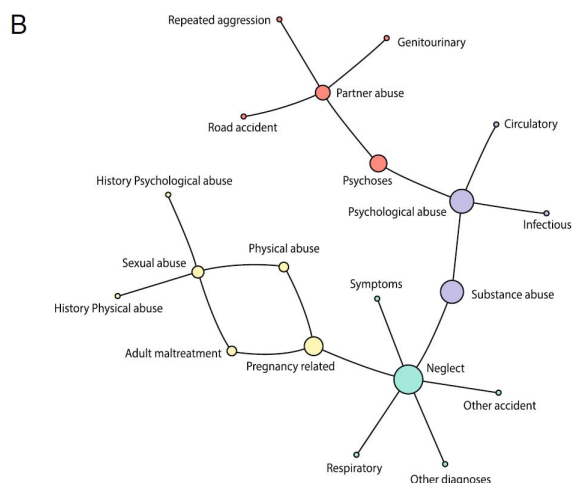 B
Repeated aggression
Genitourinary
Partner abuse
Road accident
Circulatory
Psychoses
History Psychological abuse
Psychological abuse
Infectious
Physical abuse
Sexual abuse
Symptoms
Substance abuse
History Physical abuse
Adult maltreatment
Pregnancy related
Neglect
Other accident
Respiratory
Other diagnoses